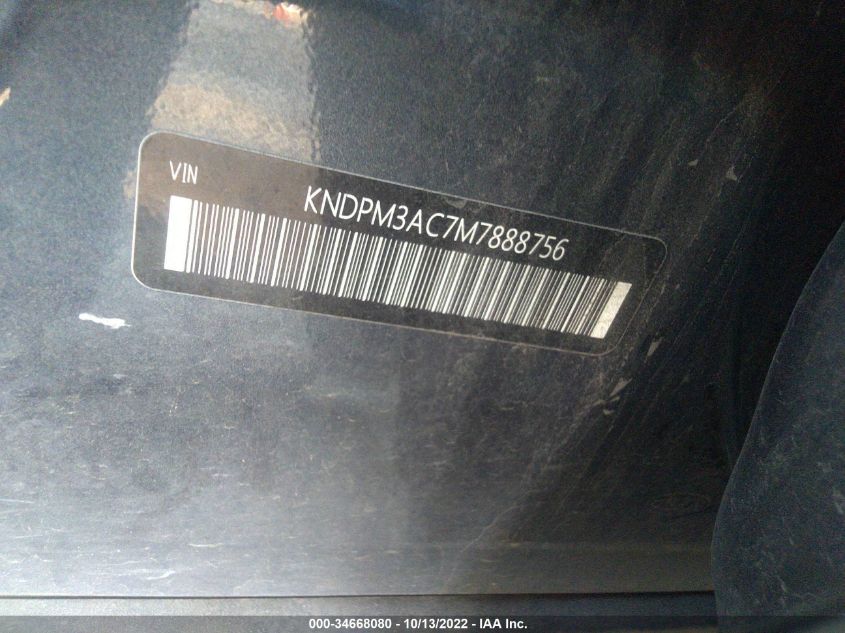 VIN
KNDPM3AC7M7888756
000-34668080 - 10/13/2022 - IAA Inc.